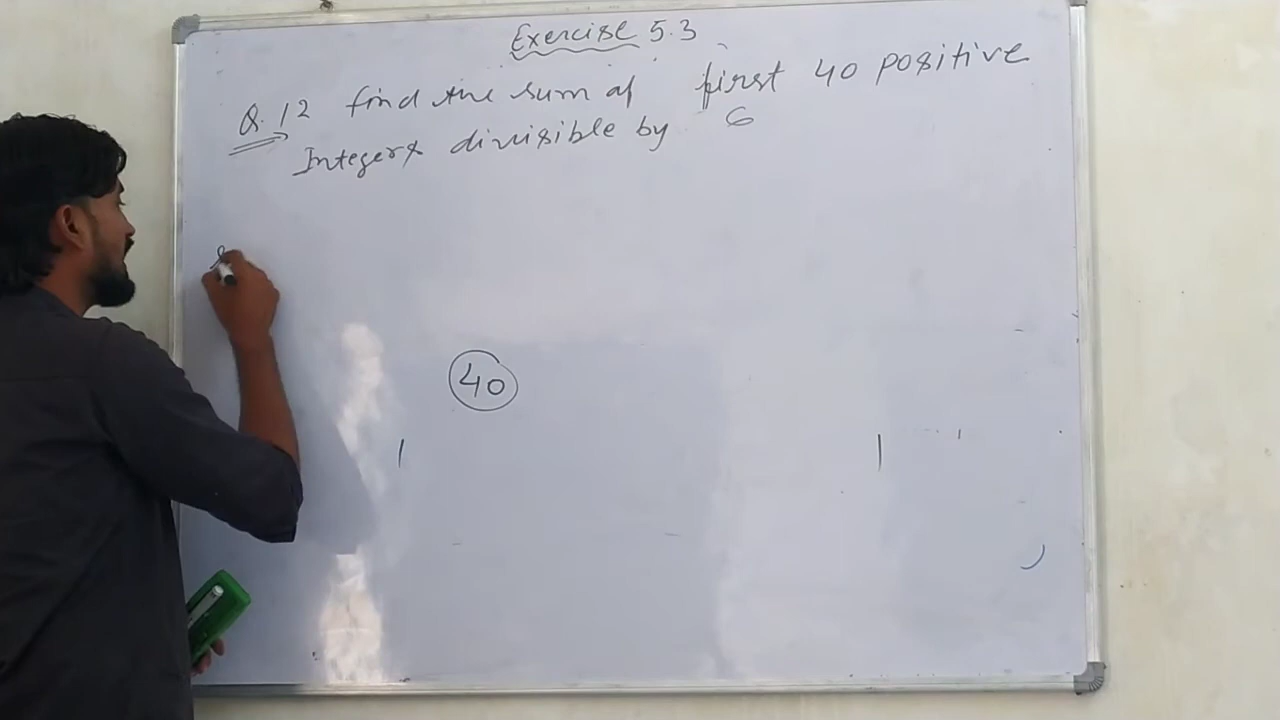 Exercise 5.3
Q.12 find the sum of first 40 positive
Integers divisible by 6
40